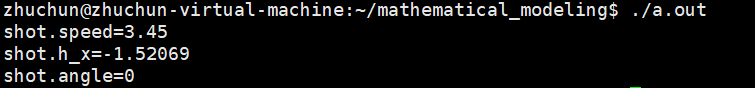 zhuchun@zhuchun-virtual-machine:~/mathematical_modeling$ ./a.out
shot.speed=3.45
shot.h_x=-1.52069
shot.angle=0